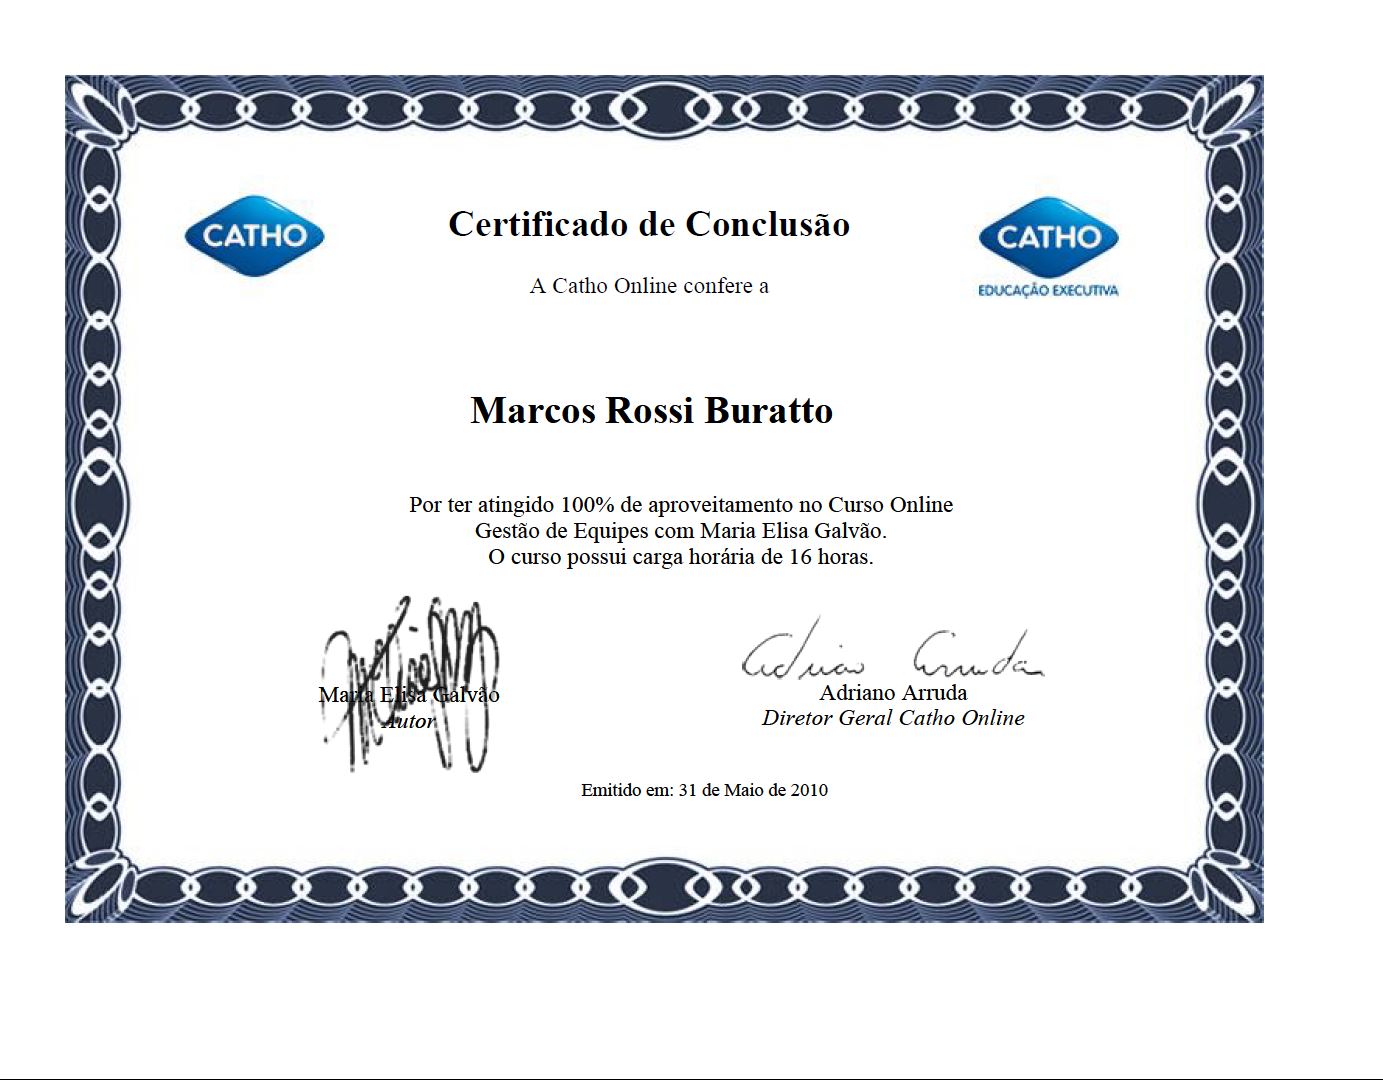 CATHO
Certificado de Conclusão
CATHO
EDUCAÇÃO EXECUTIVA
A Catho Online confere a
Marcos Rossi Buratto
Por ter atingido 100% de aproveitamento no Curso Online
Gestão de Equipes com Maria Elisa Galvão.
O curso possui carga horária de 16 horas.
Adriano Arruda
Maria Elisa Galvão
Autor
Adriano Arruda
Diretor Geral Catho Online
Emitido em: 31 de Maio de 2010